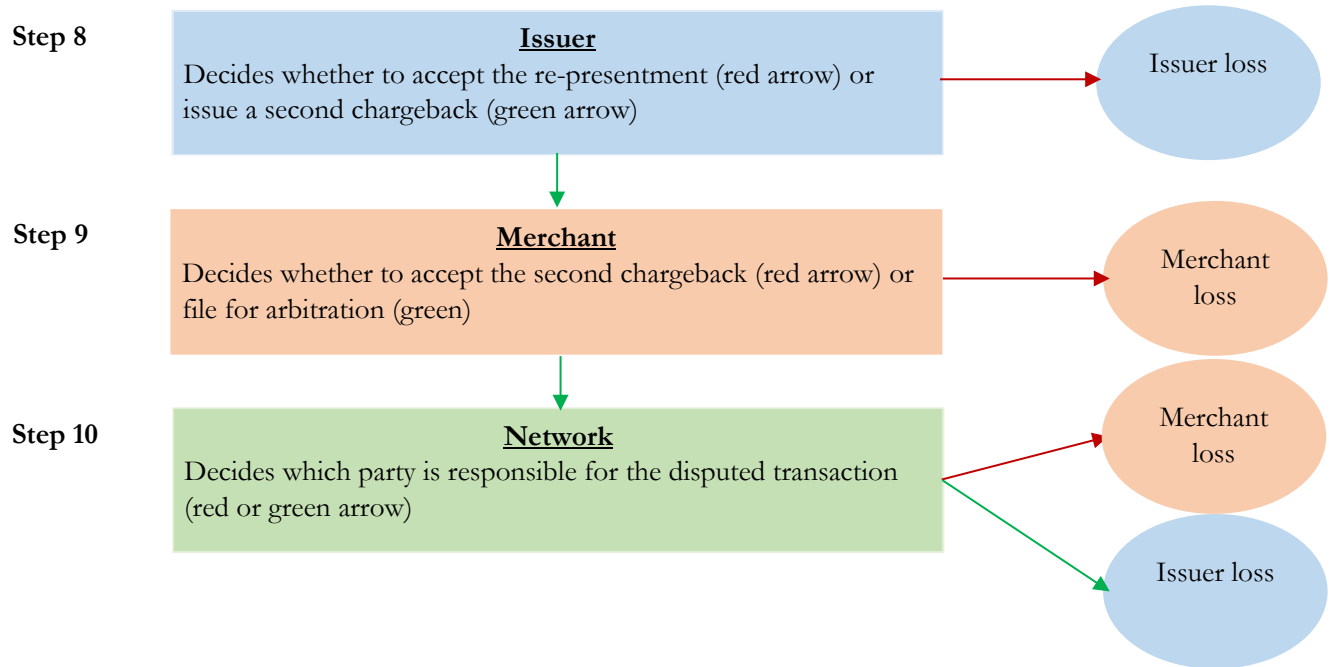 Step 8
Issuer
Decides whether to accept the re-presentment (red arrow) or
issue a second chargeback (green arrow)
Issuer loss
Step 9
Merchant
Decides whether to accept the second chargeback (red arrow) or
file for arbitration (green)
Merchant
loss
Step 10
Network
Decides which party is responsible for the disputed transaction
(red or green arrow)
Merchant
loss
Issuer loss